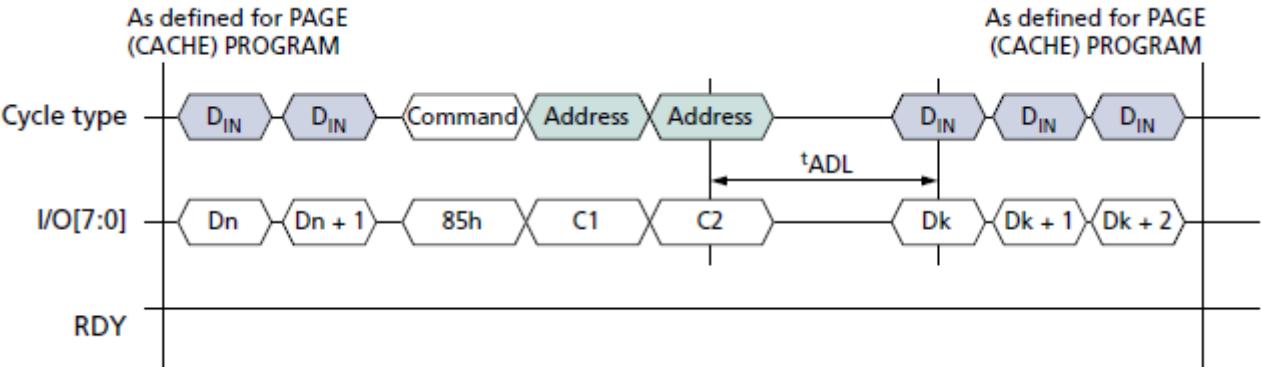 As defined for PAGE
(CACHE) PROGRAM
As defined for PAGE
(CACHE) PROGRAM
Cycle type DIN DIN Command Address Address DIN DIN DIN
tADL
I/O[7:0] Dn Dn + 1 85h C1 C2 Dk Dk + 1 Dk + 2
RDY